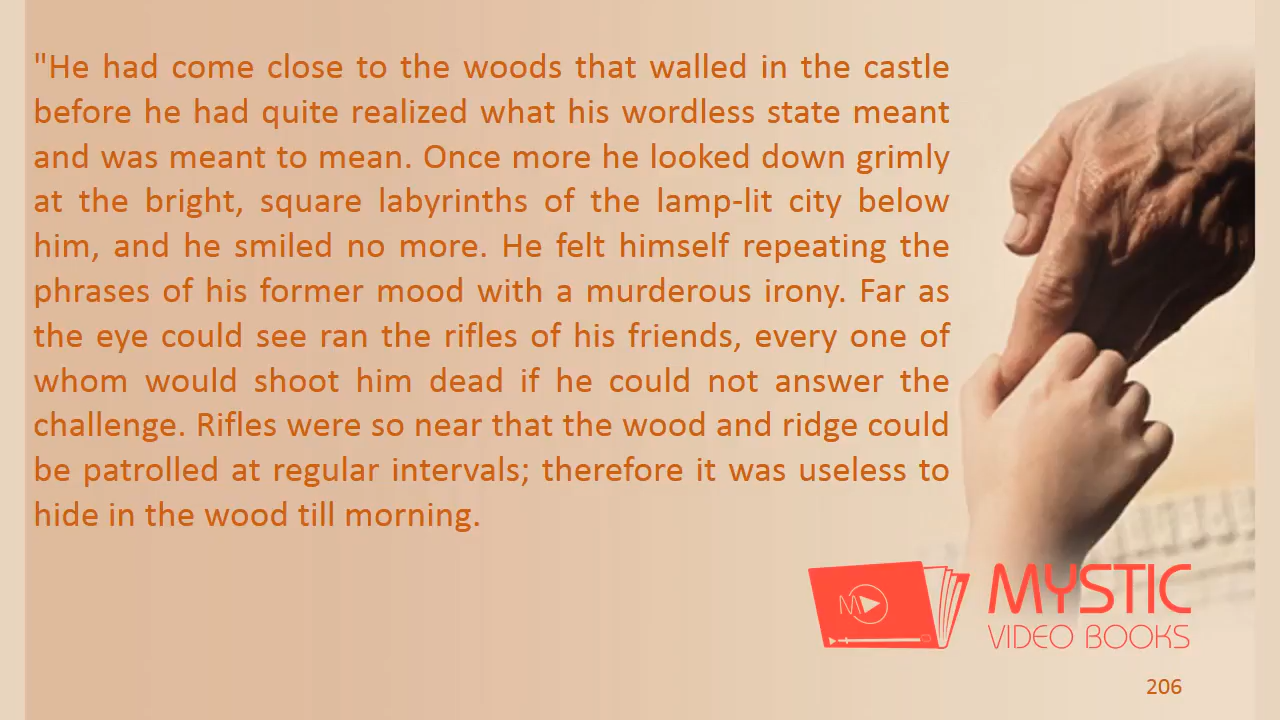 "He had come close to the woods that walled in the castle
before he had quite realized what his wordless state meant
and was meant to mean. Once more he looked down grimly
at the bright, square labyrinths of the lamp-lit city below
him, and he smiled no more. He felt himself repeating the
phrases of his former mood with a murderous irony. Far as
the eye could see ran the rifles of his friends, every one of
whom would shoot him dead if he could not answer the
challenge. Rifles were so near that the wood and ridge could
be patrolled at regular intervals; therefore it was useless to
hide in the wood till morning.
M
MYSTIC
VIDEO BOOKS
206